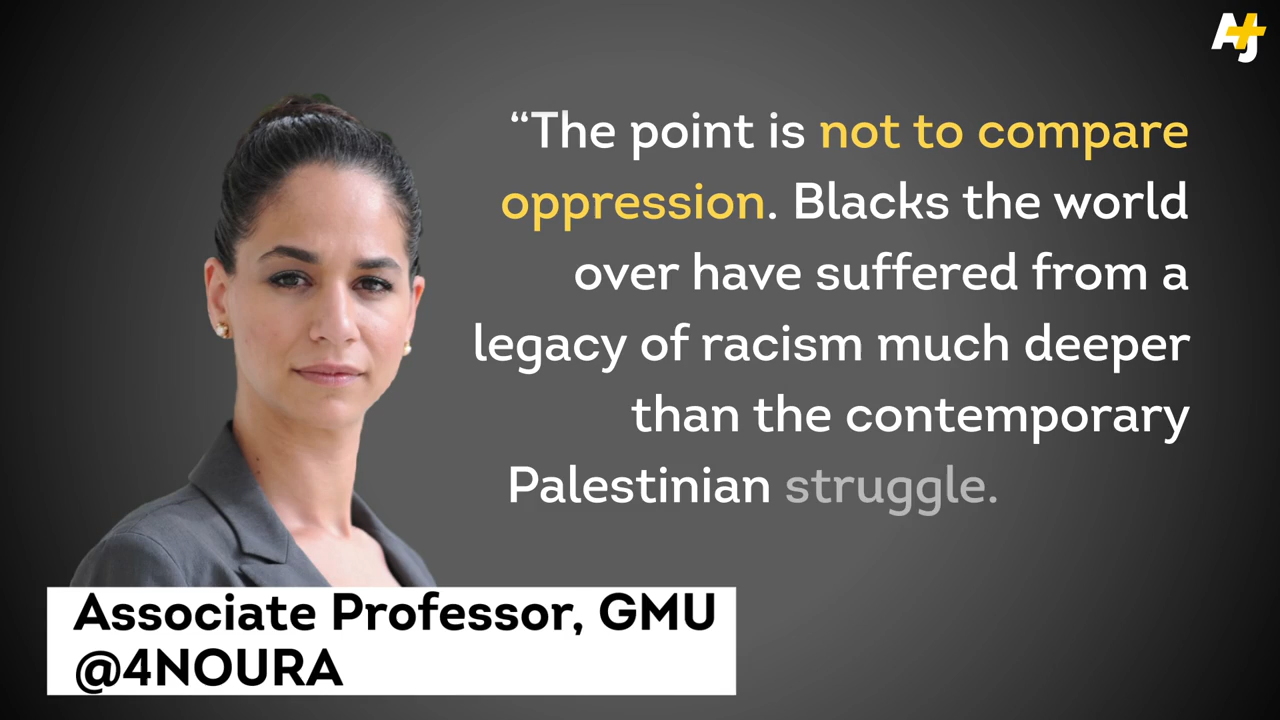 AJ+
“The point is not to compare
oppression. Blacks the world
over have suffered from a
legacy of racism much deeper
than the contemporary
Palestinian struggle.
Associate Professor, GMU
@4NOURA